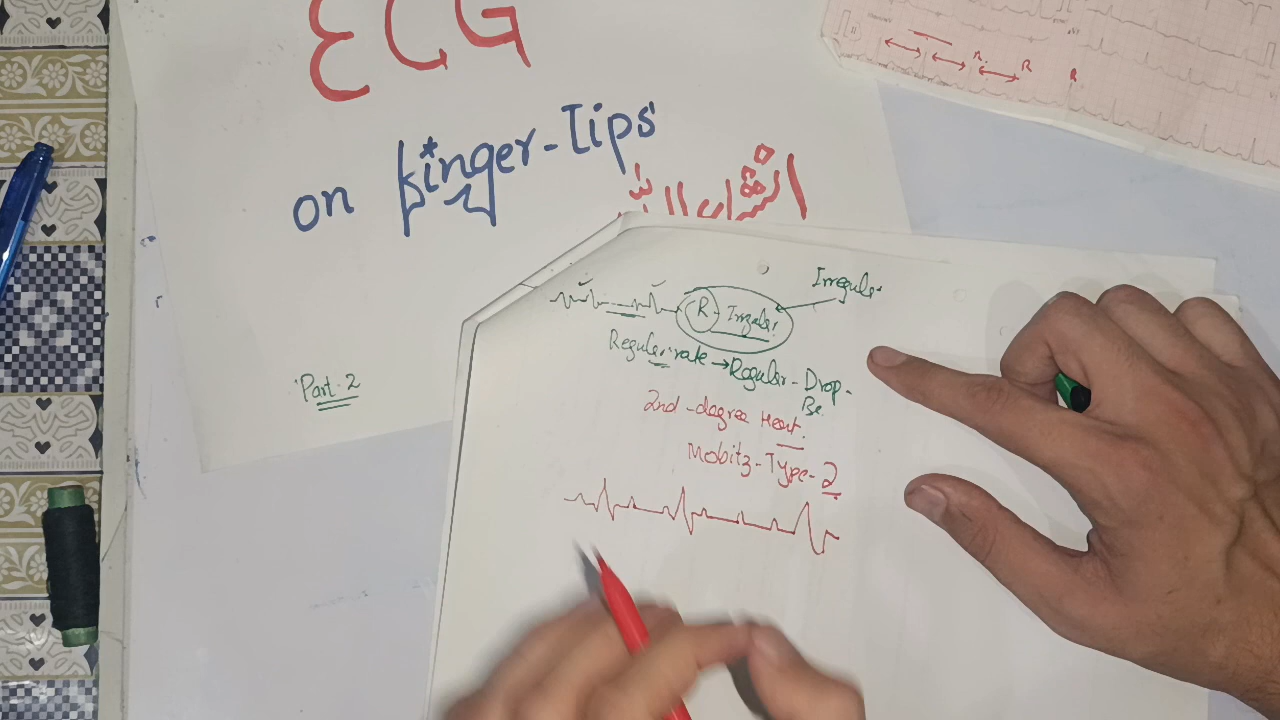 ECG
on Finger-Tips
Part-2
Irregular
R - Irregular
Regular rate → Regular - Drop-
Be
2nd-degree Heart.
Mobitz-Type-2
R R R